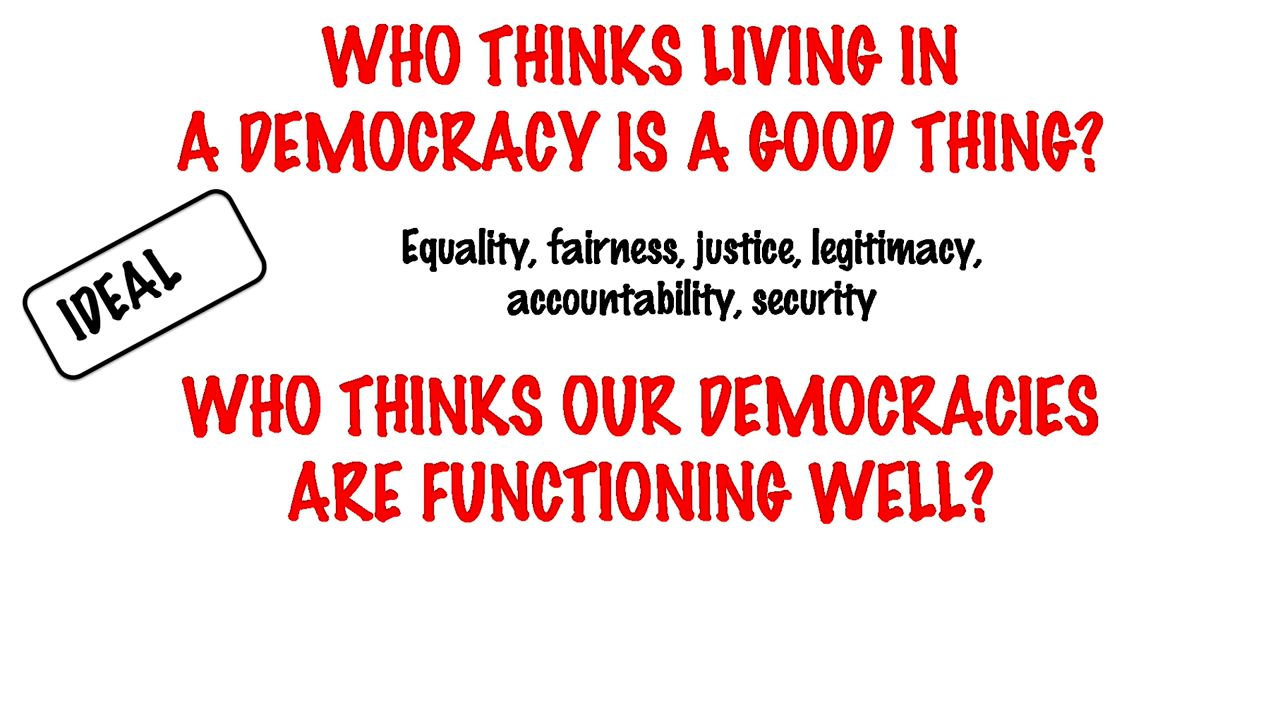 WHO THINKS LIVING IN
A DEMOCRACY IS A GOOD THING?
IDEAL
Equality, fairness, justice, legitimacy,
accountability, security
WHO THINKS OUR DEMOCRACIES
ARE FUNCTIONING WELL?